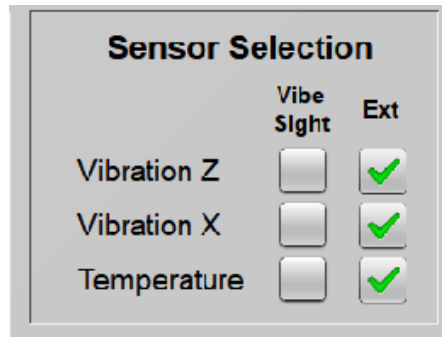 Sensor Selection
Vibe
Sight
Ext
Vibration Z
Vibration X
Temperature